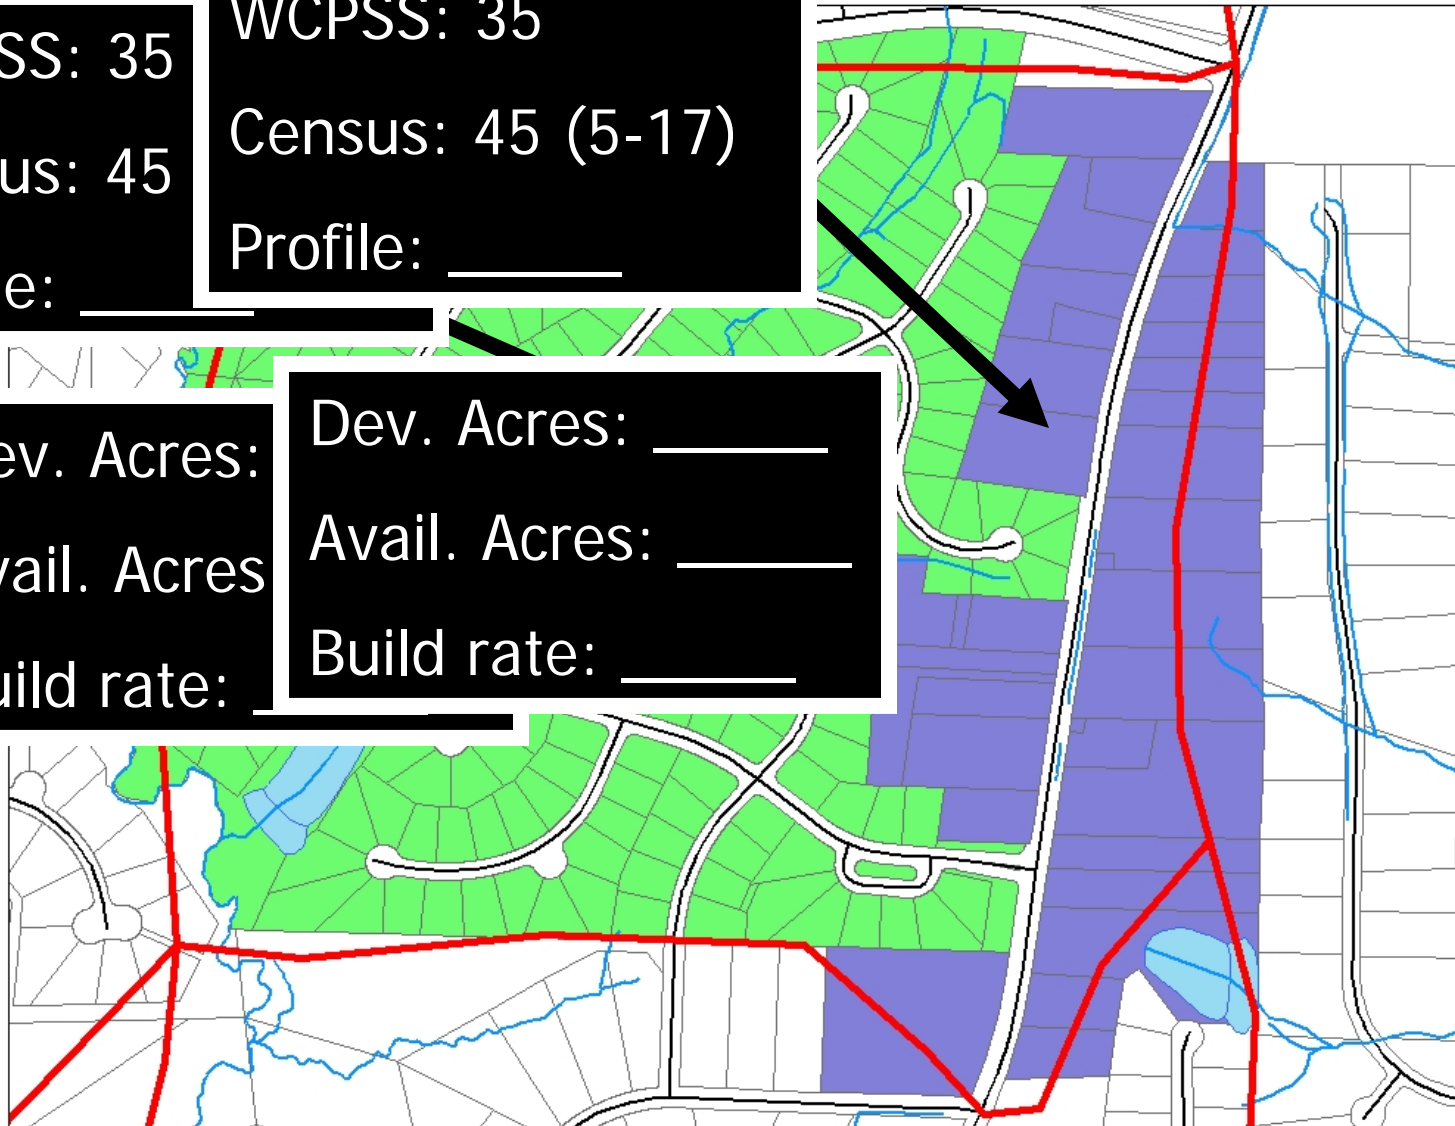 SS: 35
us: 45
e: ______
WCPSS: 35
Census: 45 (5-17)
Profile: ______
ev. Acres:
vail. Acres
uild rate: ______
Dev. Acres: ______
Avail. Acres: ______
Build rate: ______